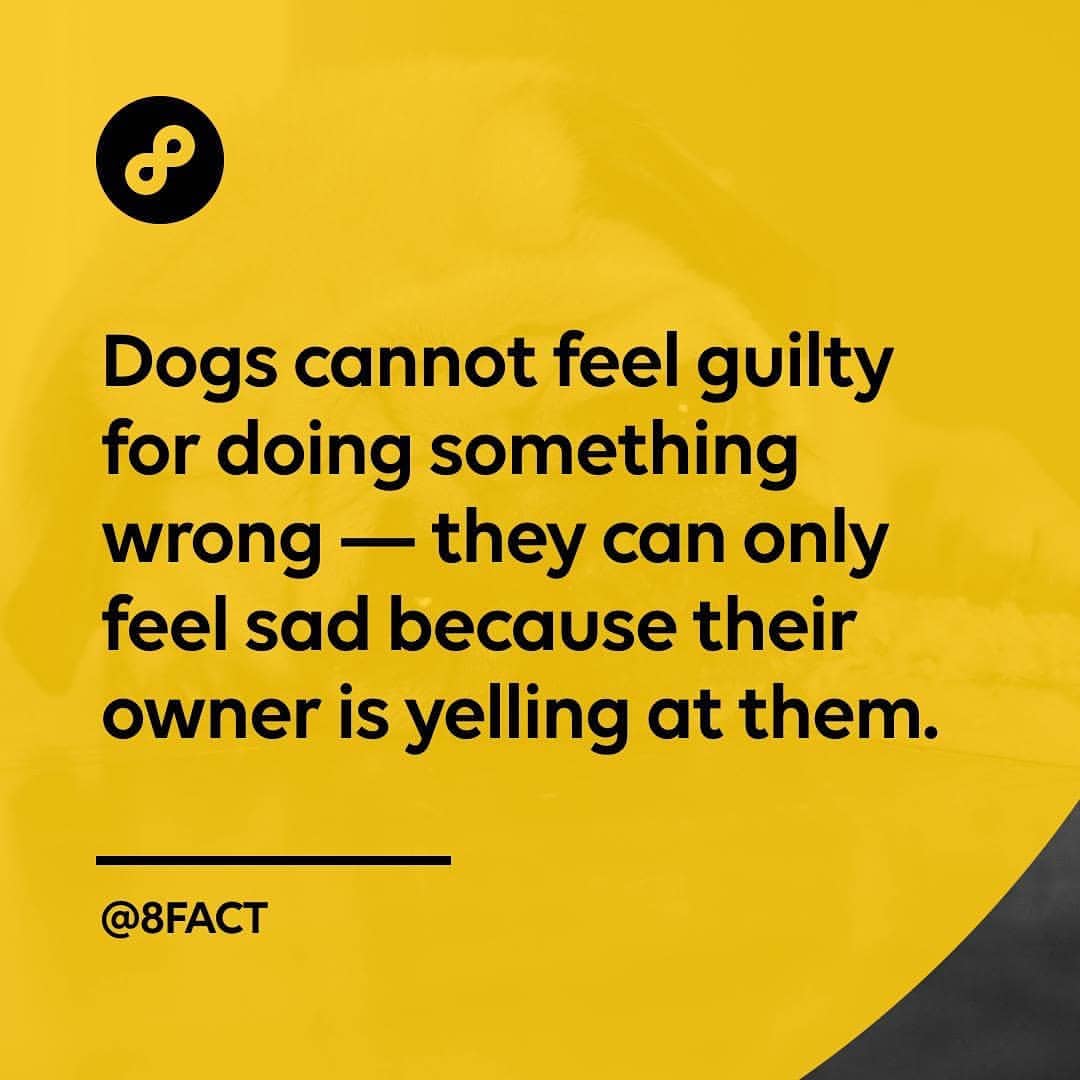 Dogs cannot feel guilty
for doing something
wrong — they can only
feel sad because their
owner is yelling at them.
@8FACT